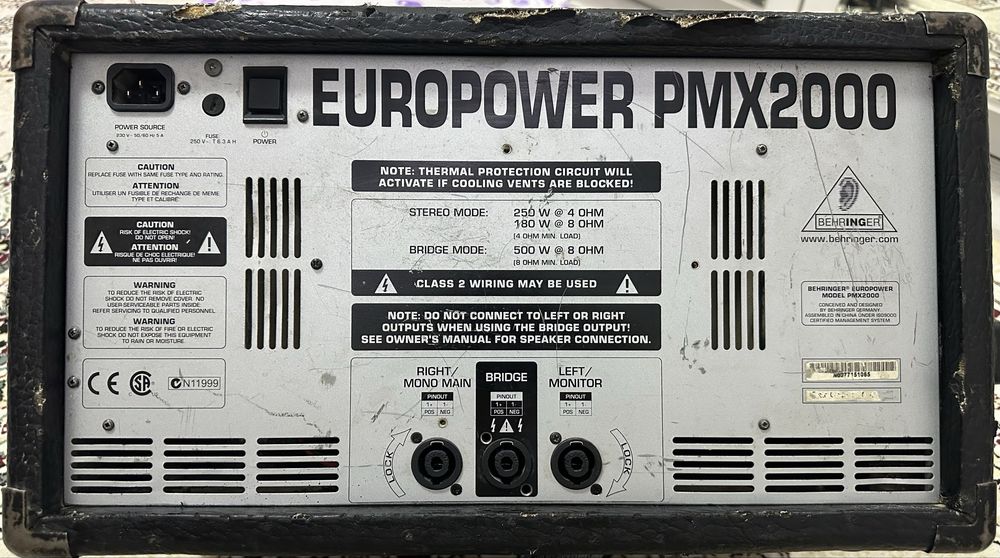 EUROPOWER PMX2000
POWER SOURCE
230 V~ 50/60 Hz 5 A
FUSE
250 V~ T 6.3 A H
POWER
CAUTION
REPLACE FUSE WITH SAME FUSE TYPE AND RATING.
ATTENTION
UTILISER UN FUSIBLE DE RECHANGE DE MEME
TYPE ET CALIBRE
CAUTION
RISK OF ELECTRIC SHOCK!
DO NOT OPEN!
ATTENTION
RISQUE DE CHOC ELECTRIQUE!
NE PAS OUVRIR!
WARNING
TO REDUCE THE RISK OF ELECTRIC
SHOCK DO NOT REMOVE COVER. NO
USER-SERVICEABLE PARTS INSIDE.
REFER SERVICING TO QUALIFIED PERSONNEL.
WARNING
TO REDUCE THE RISK OF FIRE OR ELECTRIC
SHOCK DO NOT EXPOSE THIS EQUIPMENT
TO RAIN OR MOISTURE.
CE SA N11999
NOTE: THERMAL PROTECTION CIRCUIT WILL
ACTIVATE IF COOLING VENTS ARE BLOCKED!
STEREO MODE: 250 W @ 4 OHM
180 W @ 8 OHM
(4 OHM MIN. LOAD)
BRIDGE MODE: 500 W @ 8 OHM
(8 OHM MIN. LOAD)
CLASS 2 WIRING MAY BE USED
NOTE: DO NOT CONNECT TO LEFT OR RIGHT
OUTPUTS WHEN USING THE BRIDGE OUTPUT!
SEE OWNER'S MANUAL FOR SPEAKER CONNECTION.
RIGHT/
MONO MAIN
PINOUT
1+ 1-
POS NEG
BRIDGE
PINOUT
1+ 1-
POS NEG
LEFT/
MONITOR
PINOUT
1+ 1-
POS NEG
LOCK
LOCK
BEHRINGER
www.behringer.com
BEHRINGER® EUROPOWER
MODEL PMX2000
CONCEIVED AND DESIGNED
BY BEHRINGER GERMANY.
ASSEMBLED IN CHINA UNDER ISO9000
CERTIFIED MANAGEMENT SYSTEM